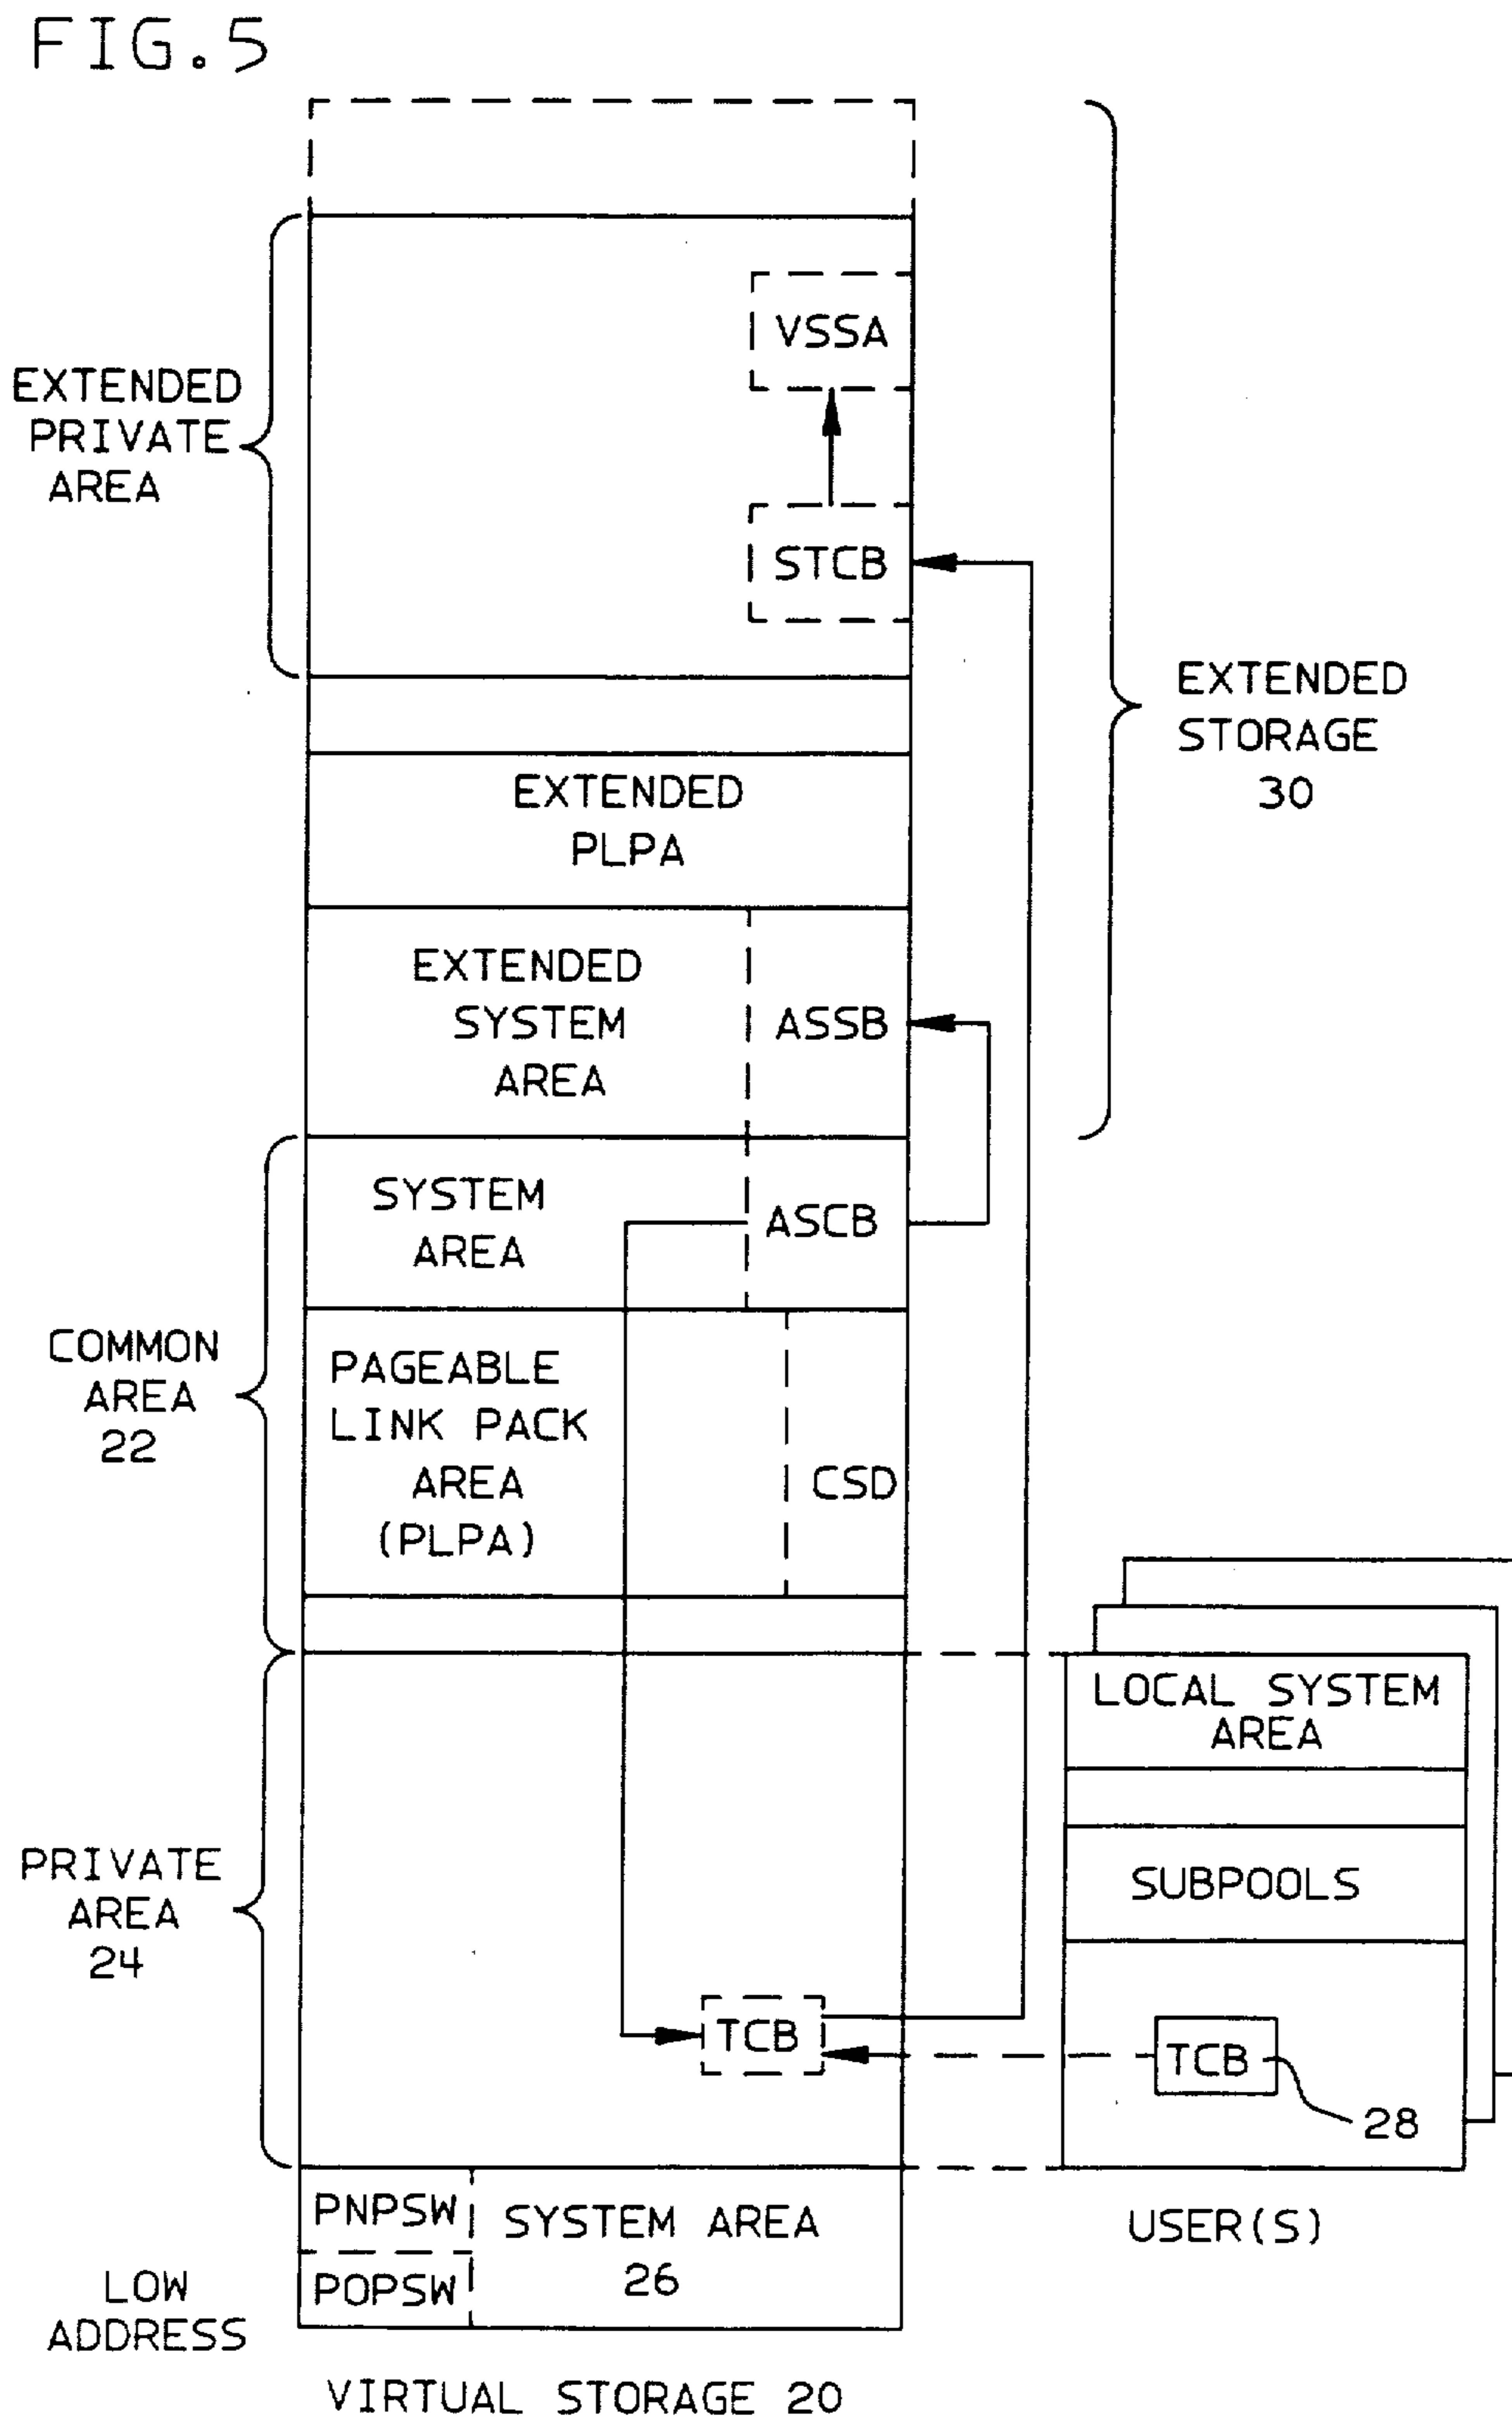 FIG.5
VSSA
EXTENDED
PRIVATE
AREA
STCB
EXTENDED
STORAGE
30
EXTENDED
PLPA
EXTENDED
SYSTEM
AREA
ASSB
SYSTEM
AREA
ASCB
COMMON
AREA
22
PAGEABLE
LINK PACK
AREA
(PLPA)
CSD
LOCAL SYSTEM
AREA
PRIVATE
AREA
24
SUBPOOLS
TCB
TCB
28
PNPSW
POPSW
SYSTEM AREA
26
USER(S)
LOW
ADDRESS
VIRTUAL STORAGE 20